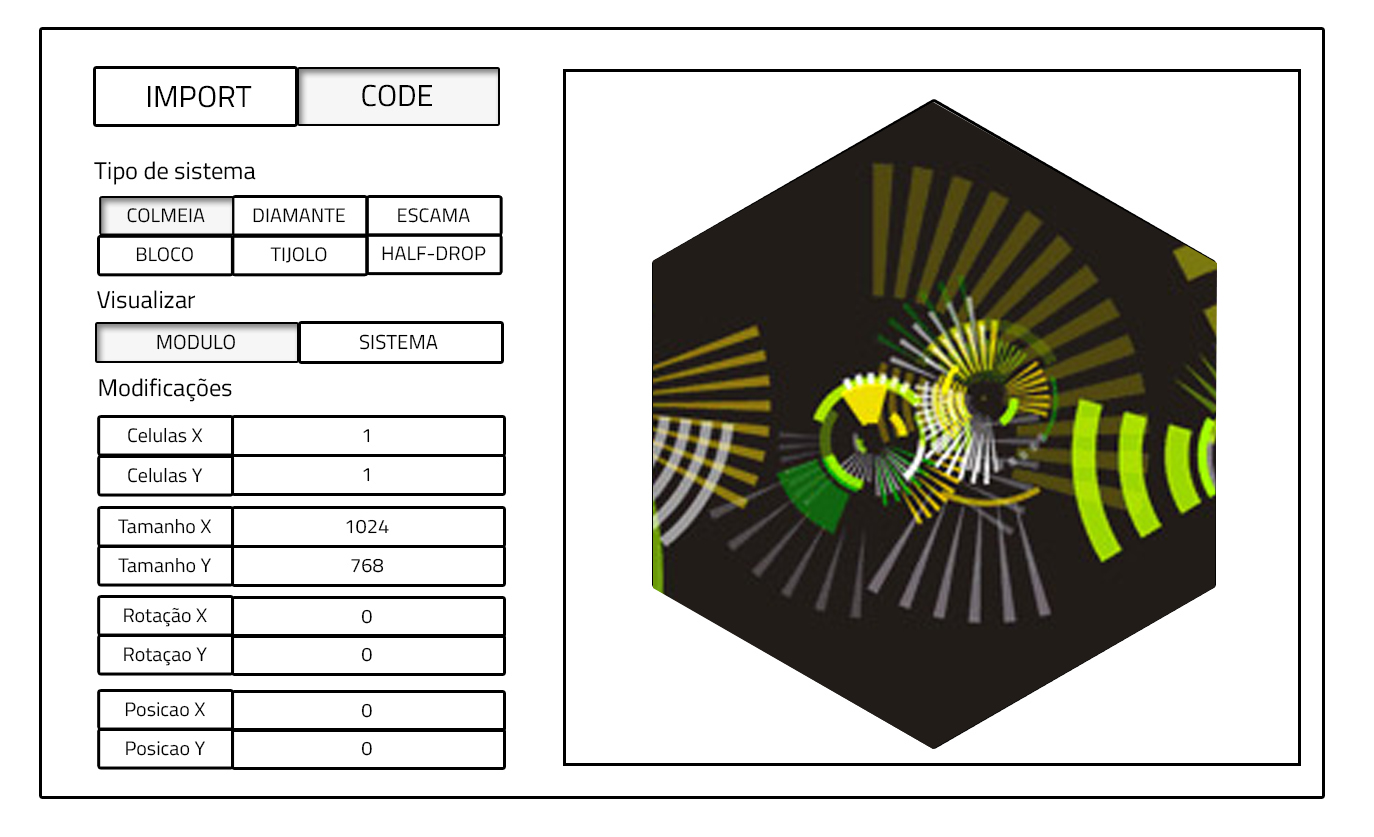 IMPORT CODE
Tipo de sistema
COLMEIA DIAMANTE ESCAMA
BLOCO TIJOLO HALF-DROP
Visualizar
MODULO SISTEMA
Modificações
Celulas X 1
Celulas Y 1
Tamanho X 1024
Tamanho Y 768
Rotação X 0
Rotaçao Y 0
Posicao X 0
Posicao Y 0